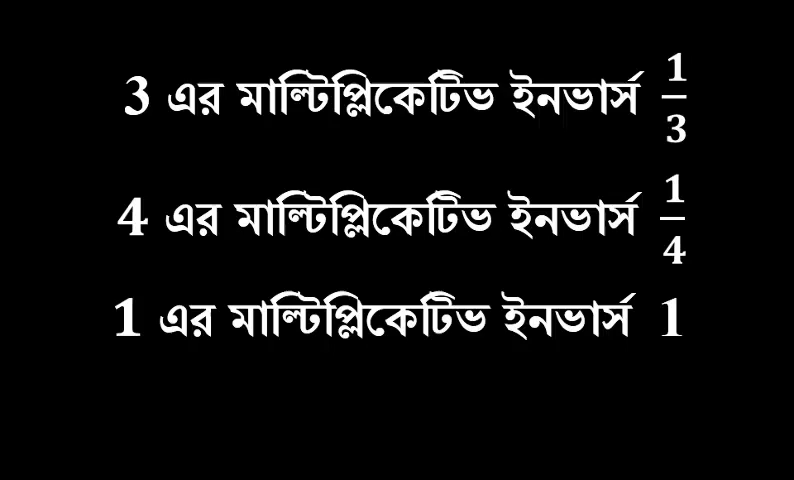 3 এর মাল্টিপ্লিকেটিভ ইনভার্স 1/3
4 এর মাল্টিপ্লিকেটিভ ইনভার্স 1/4
1 এর মাল্টিপ্লিকেটিভ ইনভার্স 1